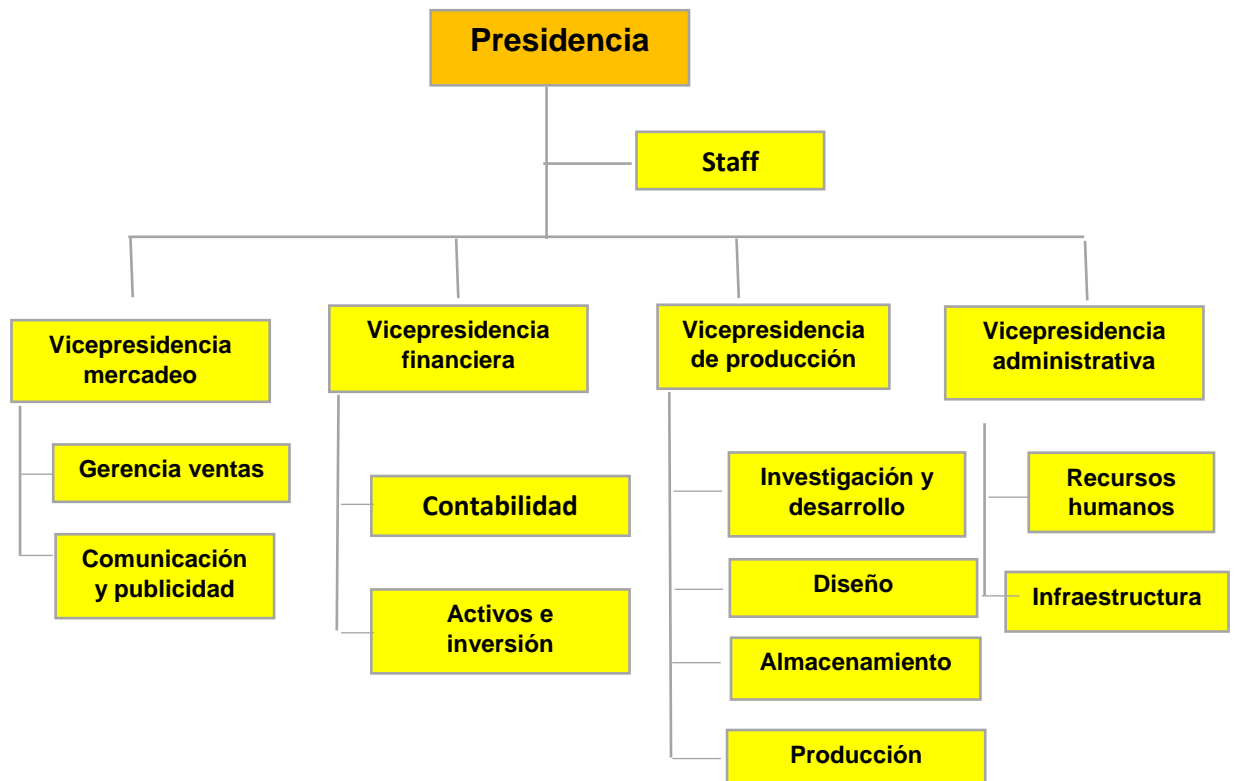 Presidencia
Staff
Vicepresidencia
mercadeo
Vicepresidencia
financiera
Vicepresidencia
de producción
Vicepresidencia
administrativa
Gerencia ventas
Comunicación
y publicidad
Contabilidad
Activos e
inversión
Investigación y
desarrollo
Diseño
Almacenamiento
Producción
Recursos
humanos
Infraestructura